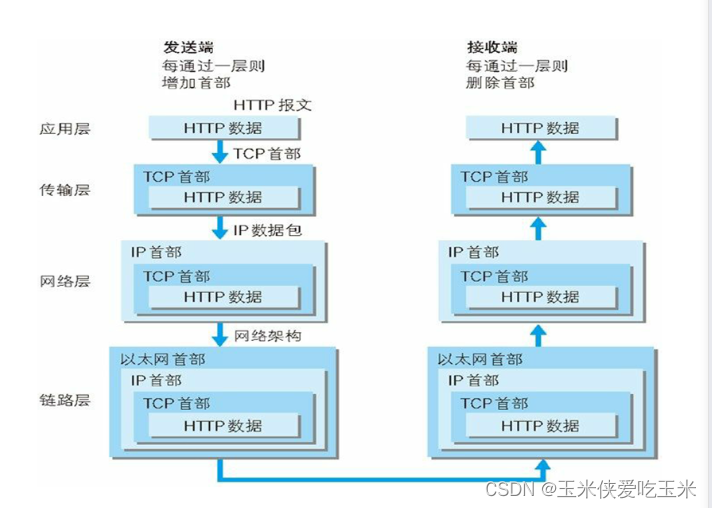 发送端
每通过一层则
增加首部
接收端
每通过一层则
删除首部
HTTP 报文
应用层
HTTP 数据
HTTP 数据
TCP 首部
传输层
TCP 首部
HTTP 数据
TCP 首部
HTTP 数据
IP 数据包
网络层
IP 首部
TCP 首部
HTTP 数据
IP 首部
TCP 首部
HTTP 数据
网络架构
链路层
以太网首部
IP 首部
TCP 首部
HTTP 数据
以太网首部
IP 首部
TCP 首部
HTTP 数据
CSDN @玉米侠爱吃玉米